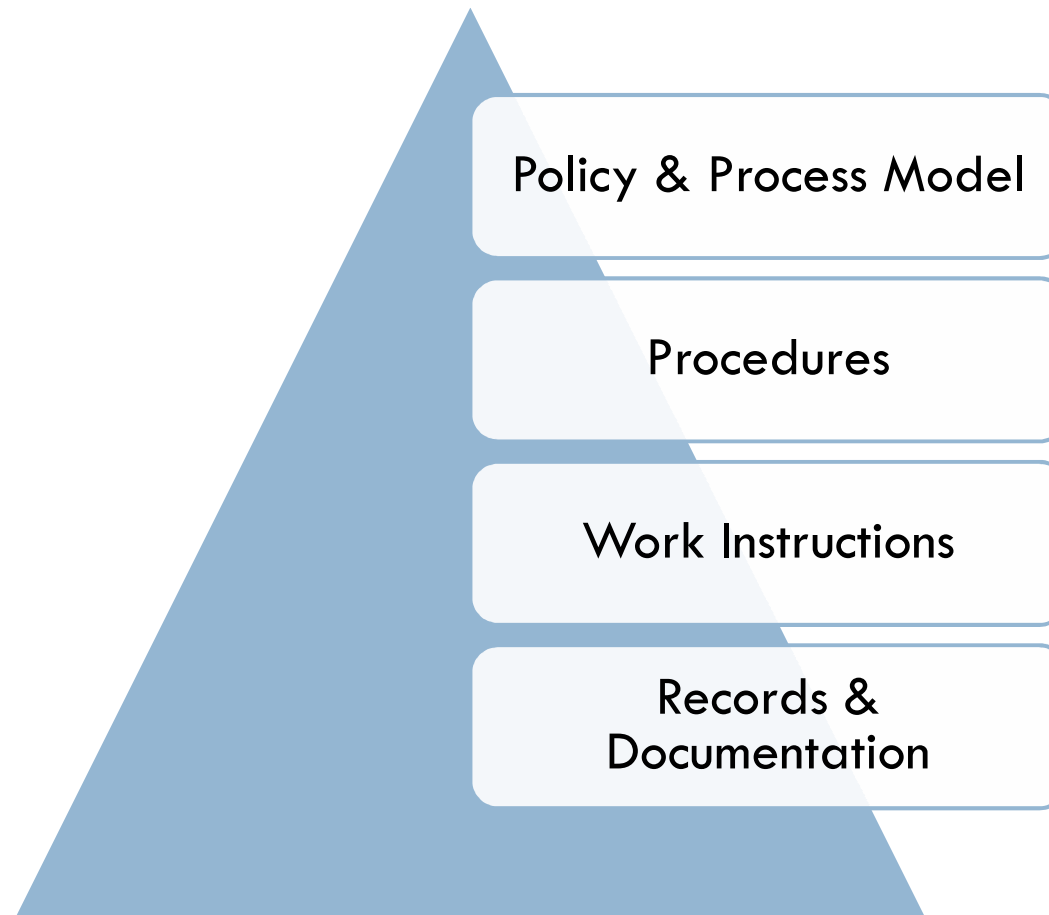 Policy & Process Model
Procedures
Work Instructions
Records &
Documentation